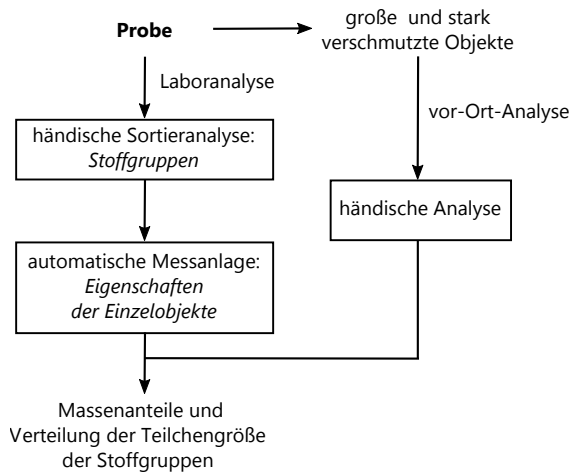 Probe
große und stark
verschmutzte Objekte
Laboranalyse
vor-Ort-Analyse
händische Sortieranalyse:
Stoffgruppen
händische Analyse
automatische Messanlage:
Eigenschaften
der Einzelobjekte
Massenanteile und
Verteilung der Teilchengröße
der Stoffgruppen